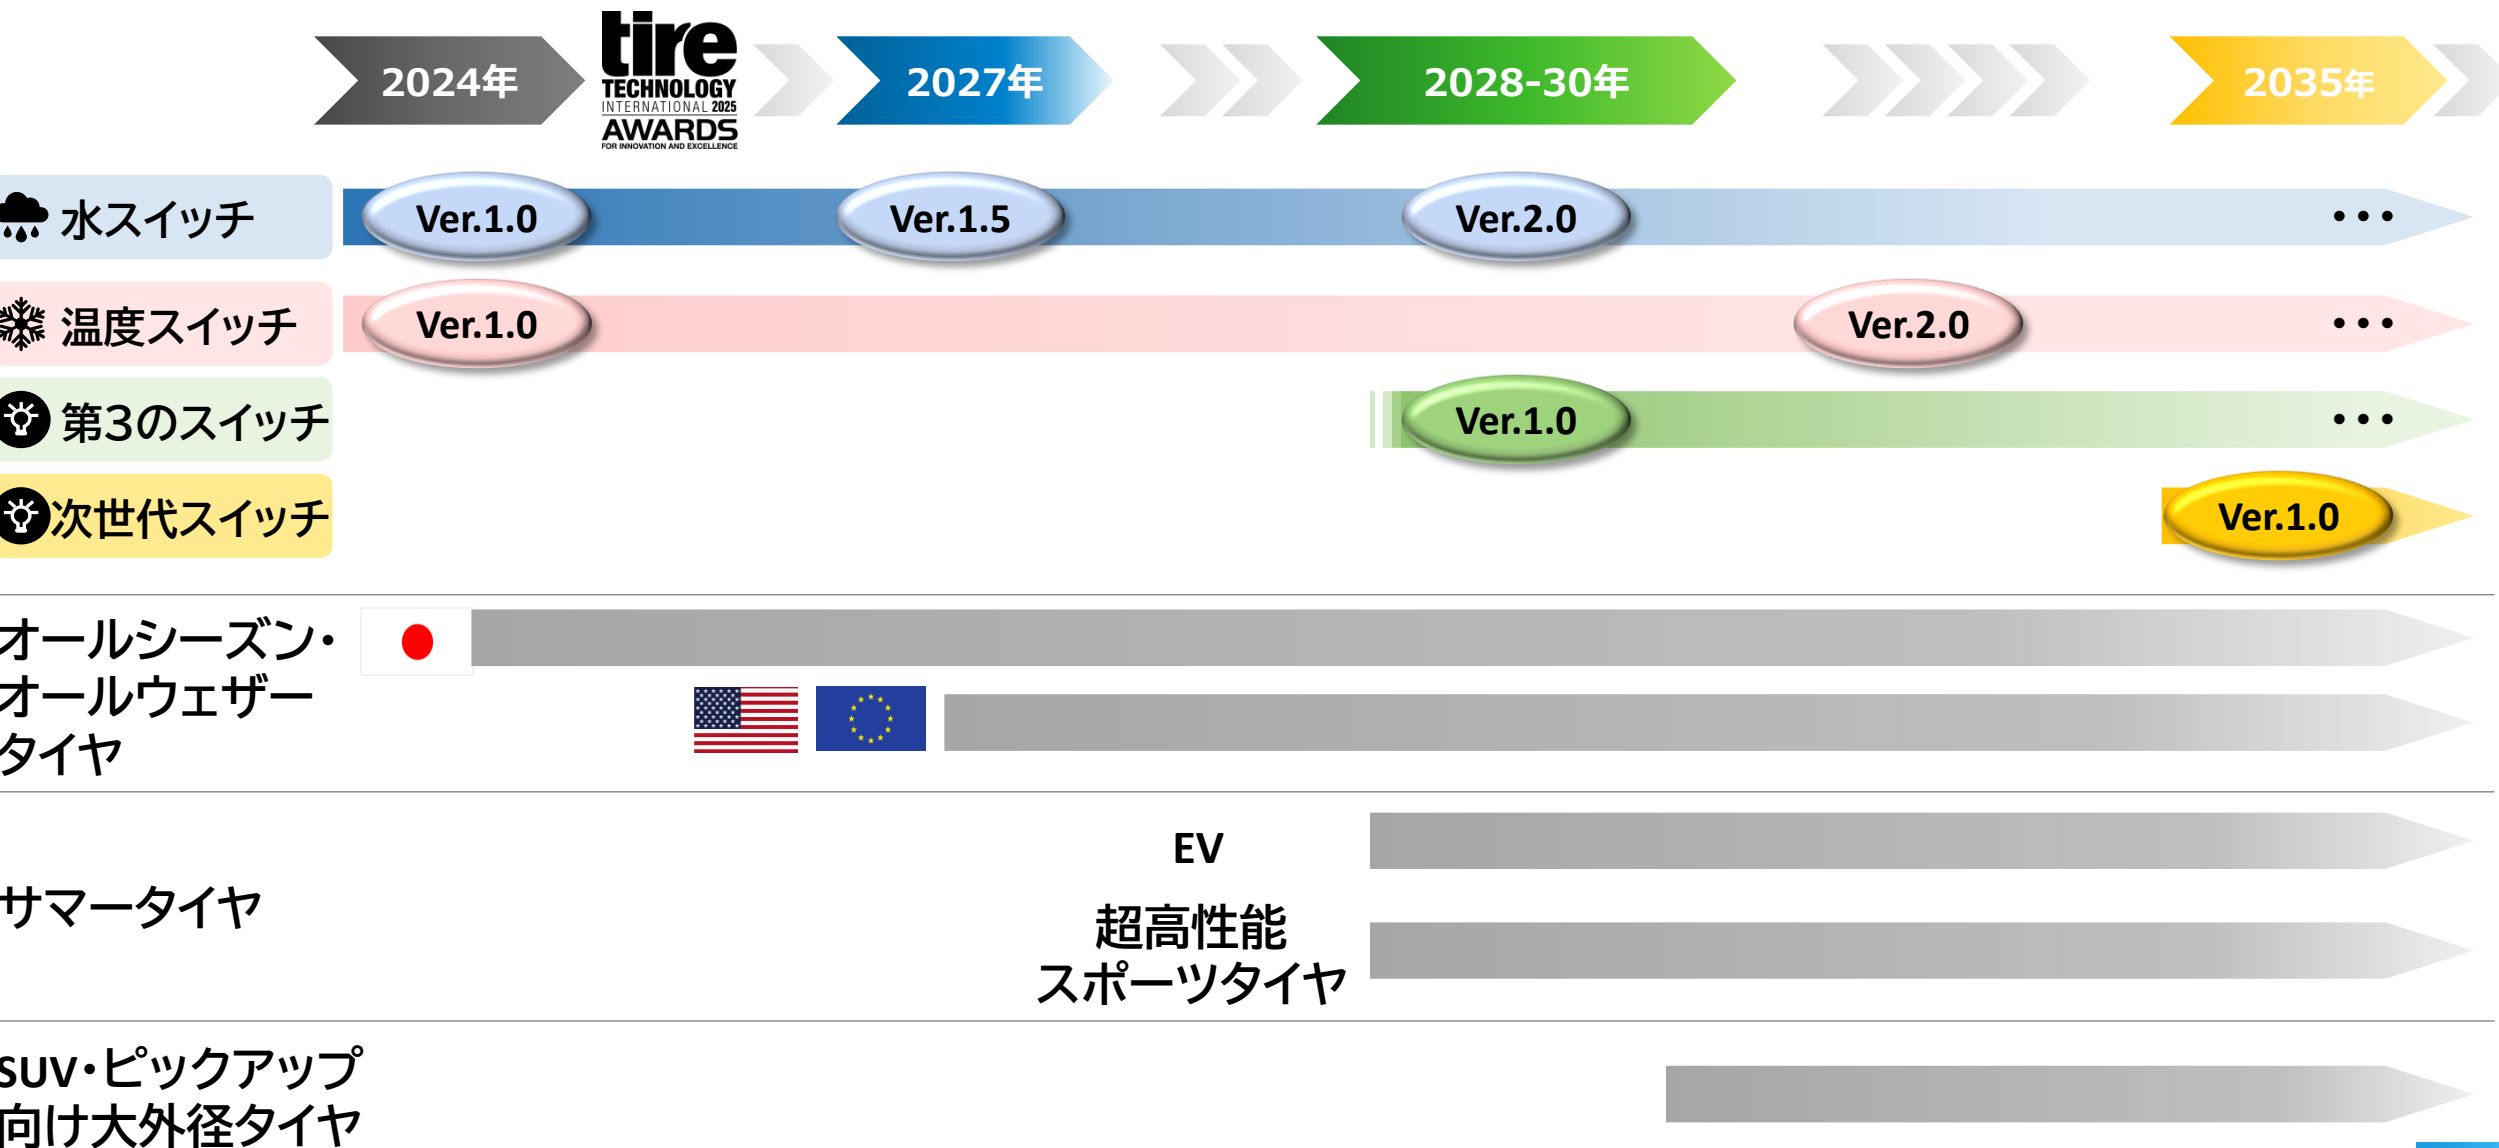 2024年
tire
TECHNOLOGY
INTERNATIONAL 2025
AWARDS
FOR INNOVATION AND EXCELLENCE
2027年
2028-30年
2035年
水スイッチ
Ver.1.0
Ver.1.5
Ver.2.0
•••
温度スイッチ
Ver.1.0
Ver.2.0
•••
第3のスイッチ
Ver.1.0
•••
次世代スイッチ
Ver.1.0
オールシーズン・
オールウェザー
タイヤ
サマータイヤ
EV
超高性能
スポーツタイヤ
SUV・ピックアップ
向け大外径タイヤ